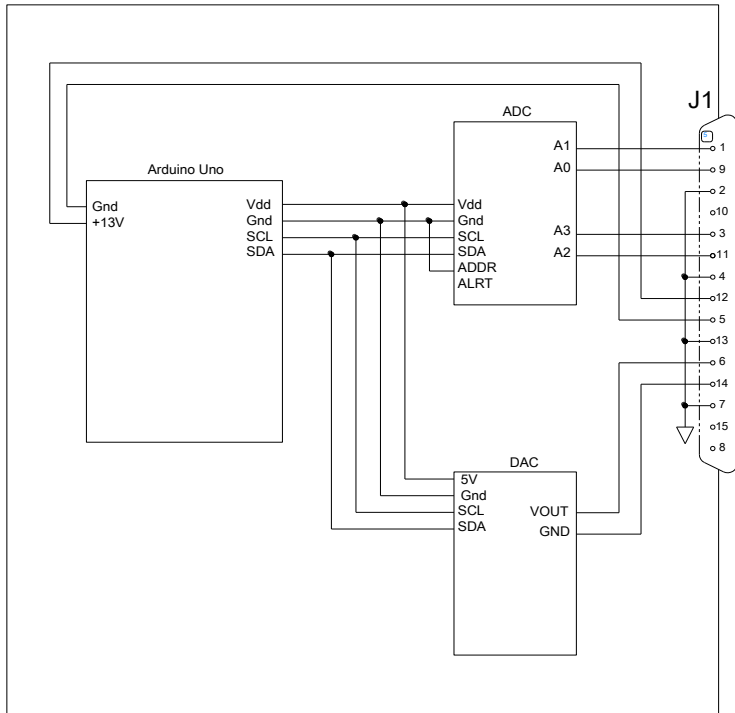 J1
ADC
Arduino Uno
Gnd
+13V
Vdd
Gnd
SCL
SDA
Vdd
Gnd
SCL
SDA
ADDR
ALRT
A1
A0
A3
A2
1
9
2
10
3
11
4
12
5
13
6
14
7
15
8
DAC
5V
Gnd
SCL
SDA
VOUT
GND